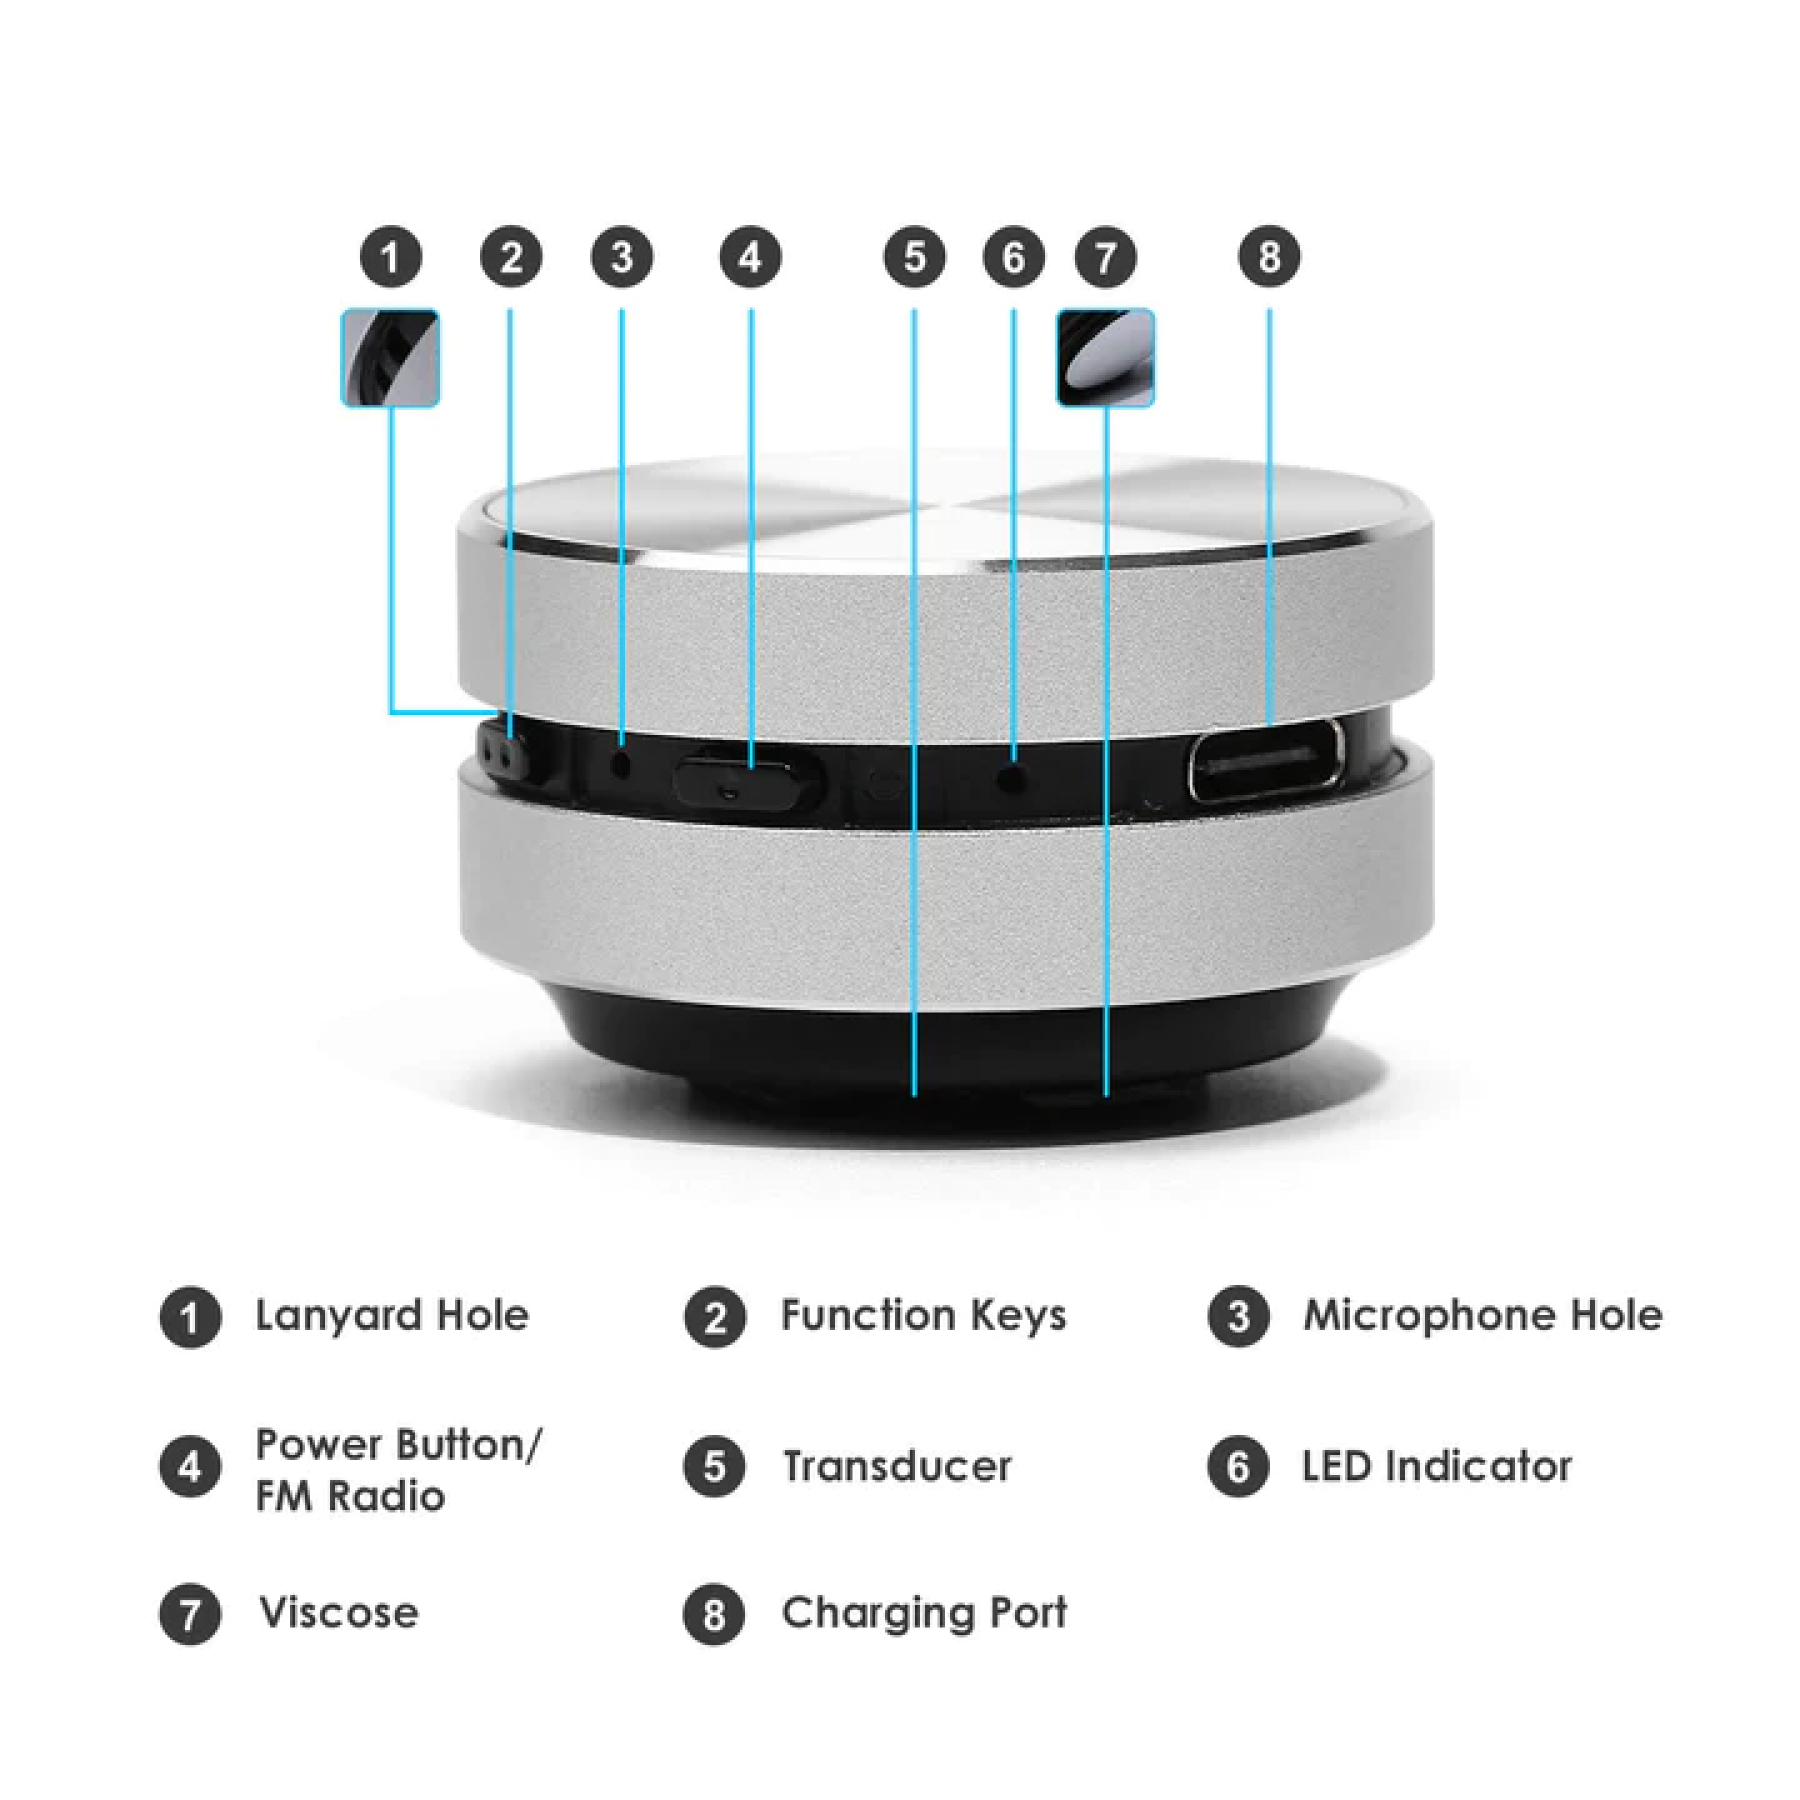 1 2 3 4 5 6 7 8
1 Lanyard Hole
2 Function Keys
3 Microphone Hole
4 Power Button/
FM Radio
5 Transducer
6 LED Indicator
7 Viscose
8 Charging Port